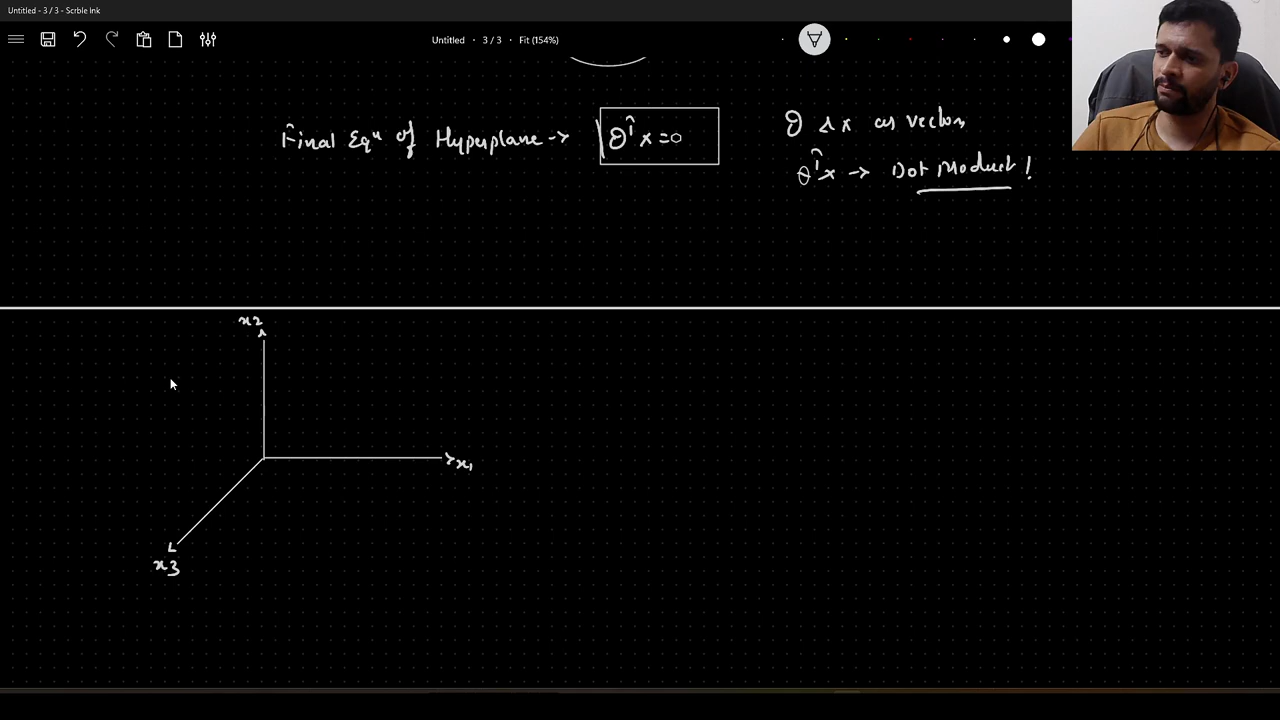 Untitled - 3 / 3 - Scrble Ink
Untitled · 3 / 3 · Fit (154%)
Final Equ of Hyperplane → θᵀx=0
θ & x as vectors
θᵀx → Dot Product!
x2
x1
x3